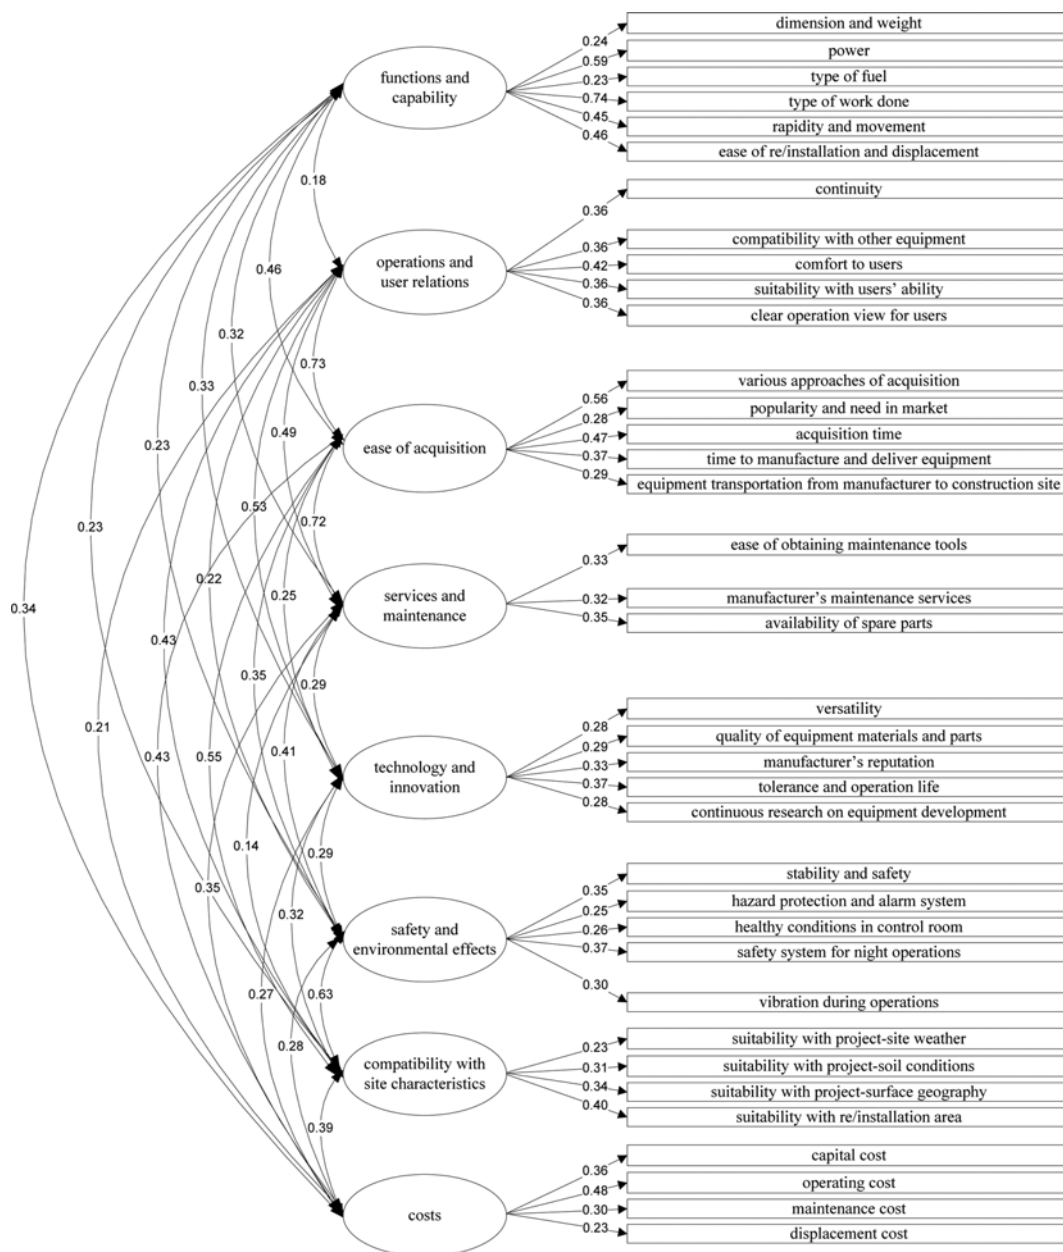 functions and
capability
0.24
0.59
0.23
0.74
0.45
0.46
dimension and weight
power
type of fuel
type of work done
rapidity and movement
ease of re/installation and displacement
0.18
operations and
user relations
0.36
0.36
0.42
0.36
0.36
continuity
compatibility with other equipment
comfort to users
suitability with users’ ability
clear operation view for users
0.46
0.32
0.73
0.33
0.23
0.49
ease of acquisition
0.56
0.28
0.47
0.37
0.29
various approaches of acquisition
popularity and need in market
acquisition time
time to manufacture and deliver equipment
equipment transportation from manufacturer to construction site
0.53
0.72
0.23
0.22
0.25
0.34
0.43
services and
maintenance
0.33
0.32
0.35
ease of obtaining maintenance tools
manufacturer’s maintenance services
availability of spare parts
0.35
0.29
0.21
0.43
0.55
0.41
technology and
innovation
0.28
0.29
0.33
0.37
0.28
versatility
quality of equipment materials and parts
manufacturer’s reputation
tolerance and operation life
continuous research on equipment development
0.14
0.29
0.35
0.32
safety and
environmental effects
0.35
0.25
0.26
0.37
0.30
stability and safety
hazard protection and alarm system
healthy conditions in control room
safety system for night operations
vibration during operations
0.27
0.63
0.28
compatibility with
site characteristics
0.23
0.31
0.34
0.40
suitability with project-site weather
suitability with project-soil conditions
suitability with project-surface geography
suitability with re/installation area
0.39
costs
0.36
0.48
0.30
0.23
capital cost
operating cost
maintenance cost
displacement cost